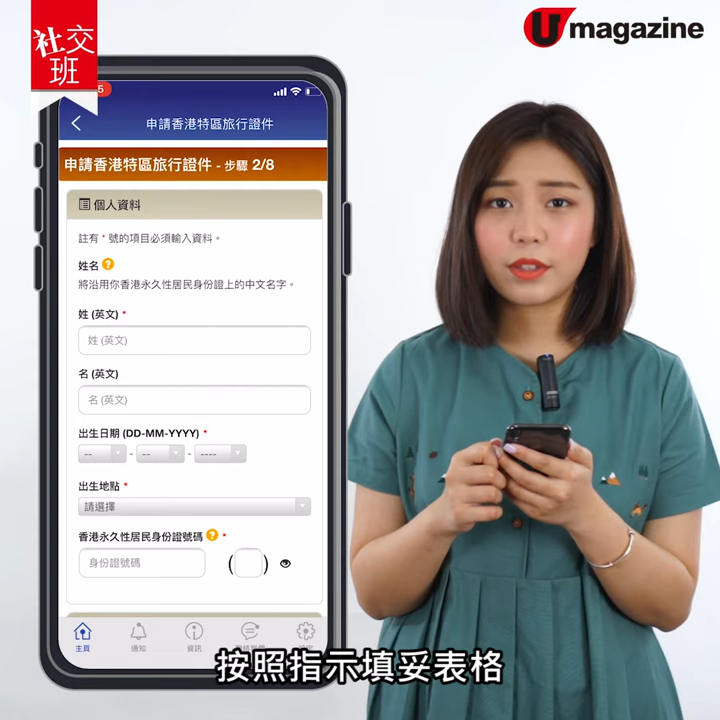 社交班
U magazine
5
申請香港特區旅行證件
申請香港特區旅行證件 - 步驟 2/8
個人資料
註有 * 號的項目必須輸入資料。
姓名 ?
將沿用你香港永久性居民身份證上的中文名字。
姓 (英文) *
姓 (英文)
名 (英文)
名 (英文)
出生日期 (DD-MM-YYYY) *
-- - -- - ----
出生地點 *
請選擇
香港永久性居民身份證號碼 ? *
身份證號碼 ( )
主頁 通知 資訊
按照指示填妥表格